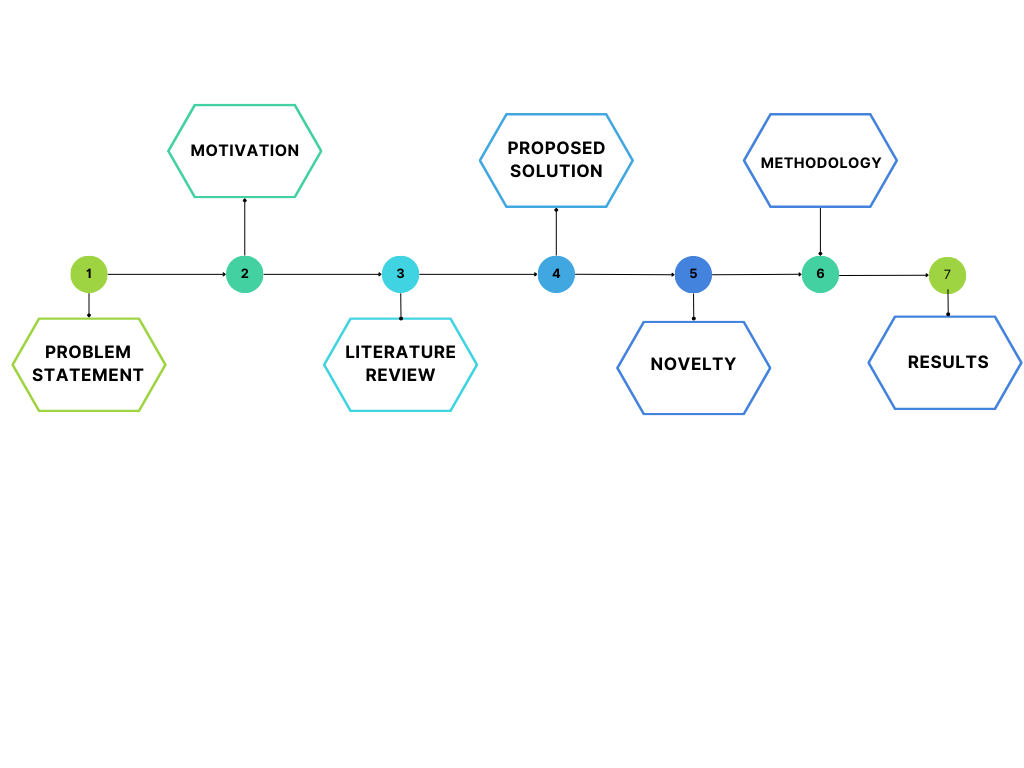 MOTIVATION
PROPOSED
SOLUTION
METHODOLOGY
1
2
3
4
5
6
7
PROBLEM
STATEMENT
LITERATURE
REVIEW
NOVELTY
RESULTS